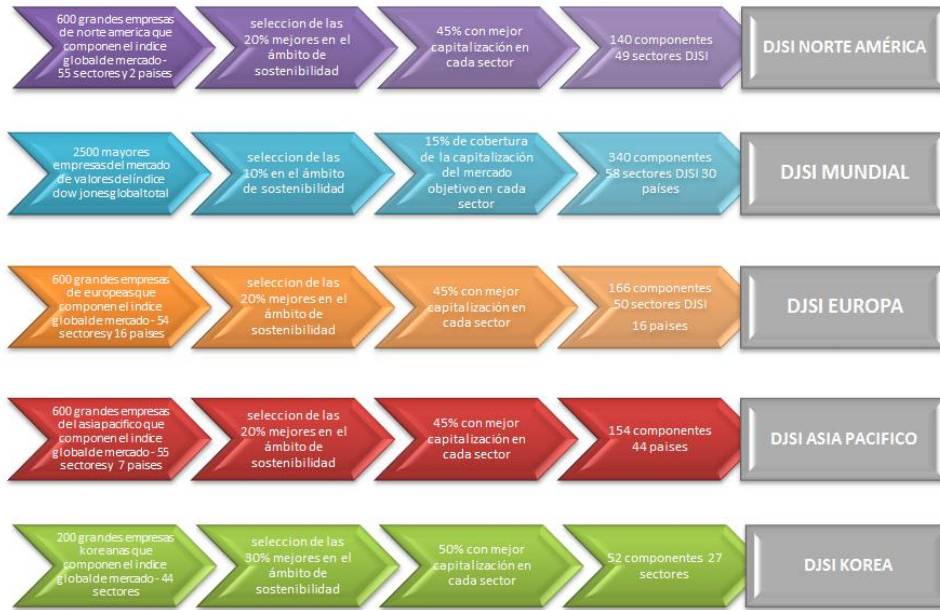 600 grandes empresas
de norte america que
componen el indice
global de mercado -
55 sectores y 2 paises
seleccion de las
20% mejores en el
ámbito de
sostenibilidad
45% con mejor
capitalización en
cada sector
140 componentes
49 sectores DJSI
DJSI NORTE AMÉRICA
2500 mayores
empresas del mercado
de valores del índice
dow jones global total
seleccion de las
10% en el ámbito
de sostenibilidad
15% de cobertura
de la capitalización
del mercado
objetivo en cada
sector
340 componentes
58 sectores DJSI 30
países
DJSI MUNDIAL
600 grandes empresas
de europeas que
componen el indice
global de mercado - 54
sectores y 16 paises
seleccion de las
20% mejores en el
ámbito de
sostenibilidad
45% con mejor
capitalización en
cada sector
166 componentes
50 sectores DJSI
16 paises
DJSI EUROPA
600 grandes empresas
del asia pacifico que
componen el indice
global de mercado - 55
sectores y 7 paises
seleccion de las
20% mejores en el
ámbito de
sostenibilidad
45% con mejor
capitalización en
cada sector
154 componentes
44 paises
DJSI ASIA PACIFICO
200 grandes empresas
koreanas que
componen el indice
global de mercado - 44
sectores
seleccion de las
30% mejores en el
ámbito de
sostenibilidad
50% con mejor
capitalización en
cada sector
52 componentes 27
sectores
DJSI KOREA